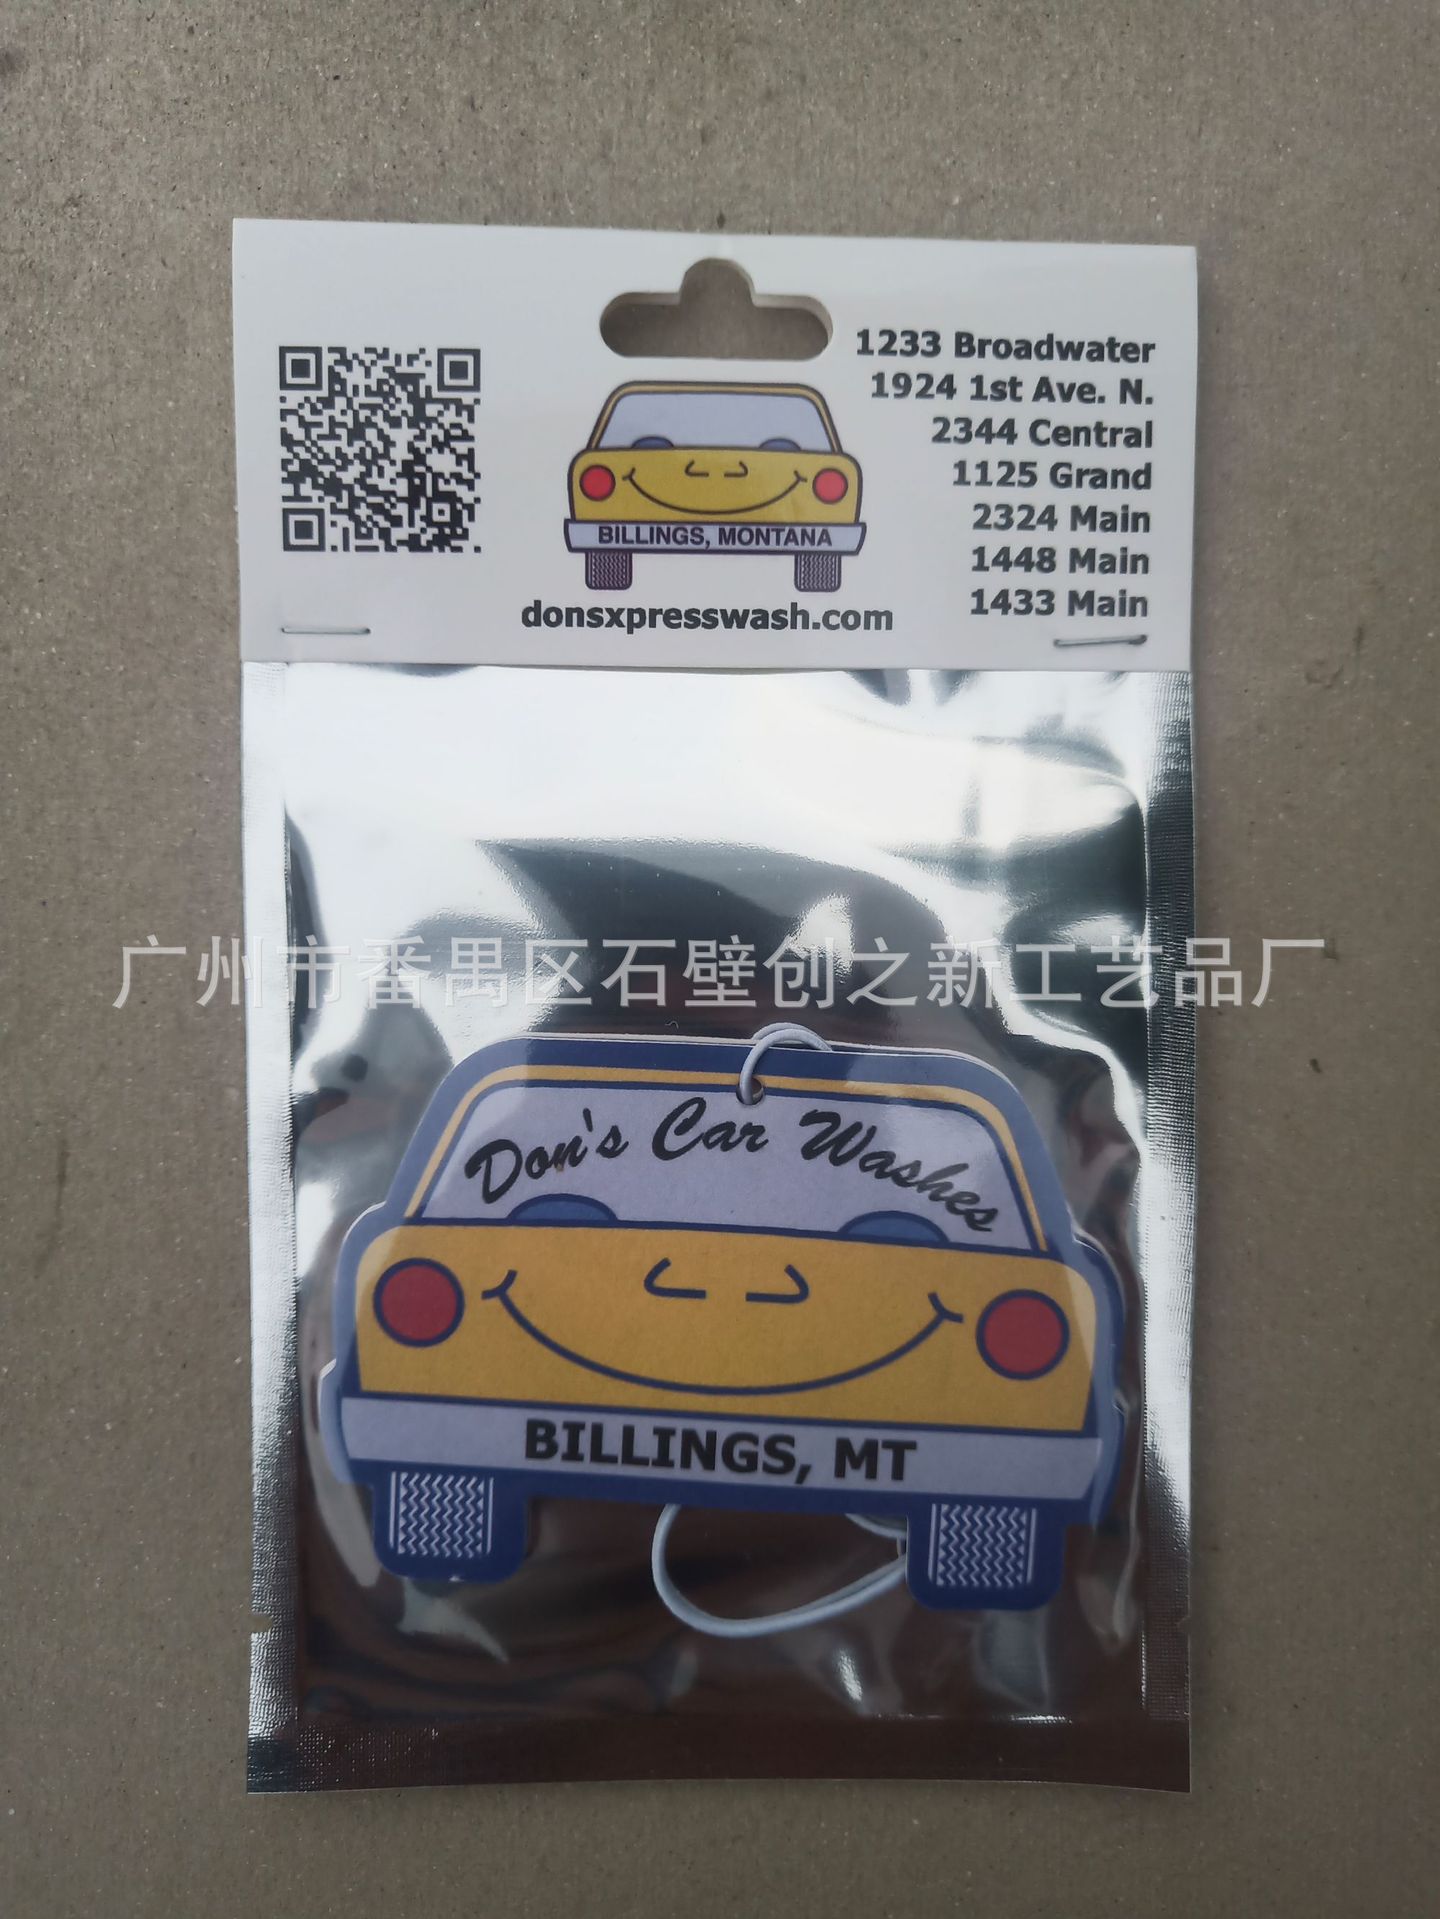 1233 Broadwater
1924 1st Ave. N.
2344 Central
1125 Grand
2324 Main
1448 Main
1433 Main
BILLINGS, MONTANA
donsxpresswash.com
广州市番禺区石壁创之新工艺品厂
Don's Car Washes
BILLINGS, MT